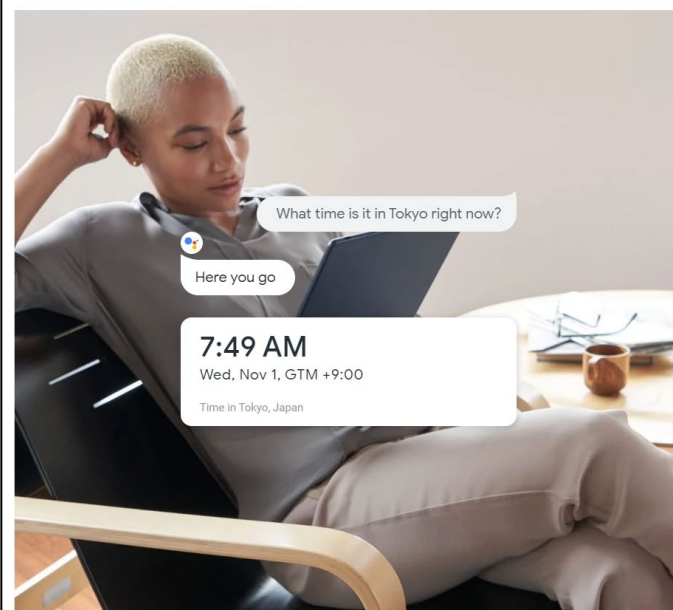 What time is it in Tokyo right now?
Here you go
7:49 AM
Wed, Nov 1, GTM +9:00
Time in Tokyo, Japan